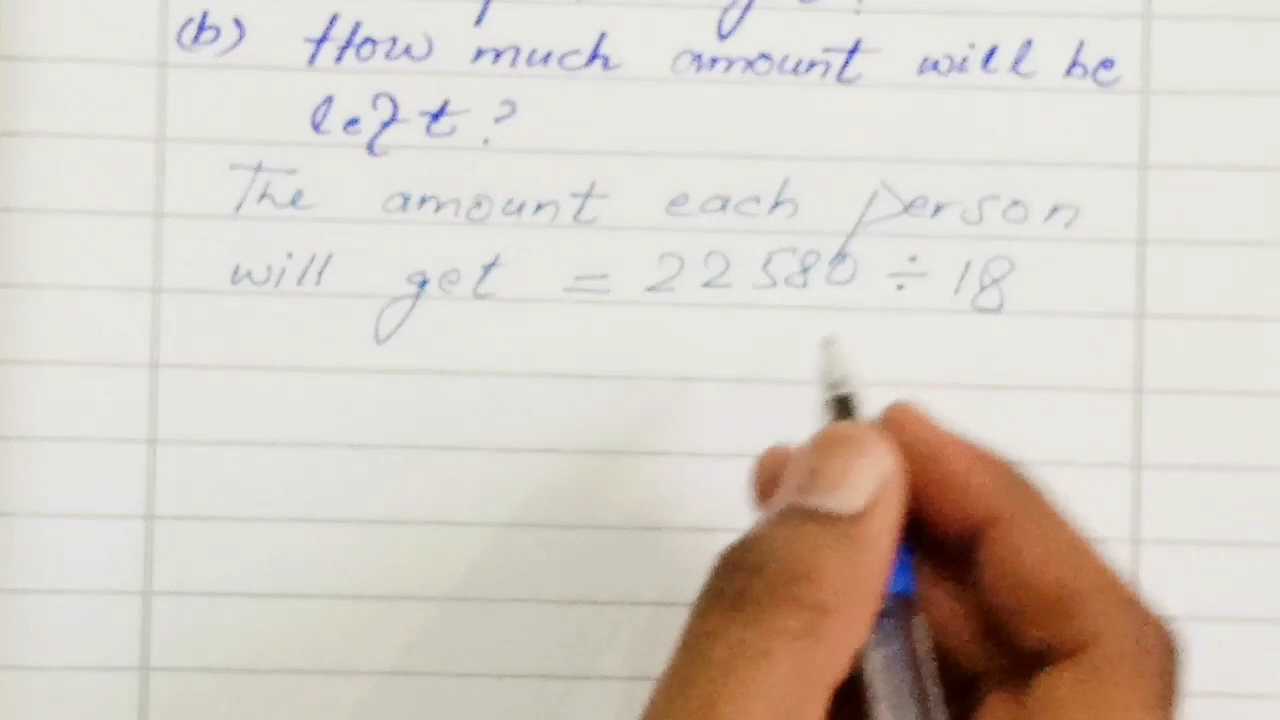 (b) How much amount will be
left?
The amount each person
will get = 22580 ÷ 18